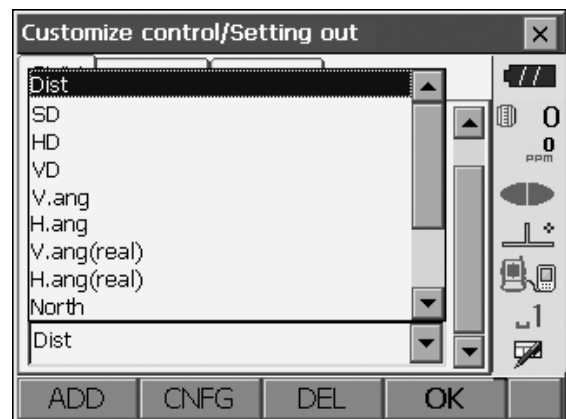 Customize control/Setting out
Dist
SD
HD
VD
V.ang
H.ang
V.ang(real)
H.ang(real)
North
Dist
0
0
PPM
1
ADD CNFG DEL OK